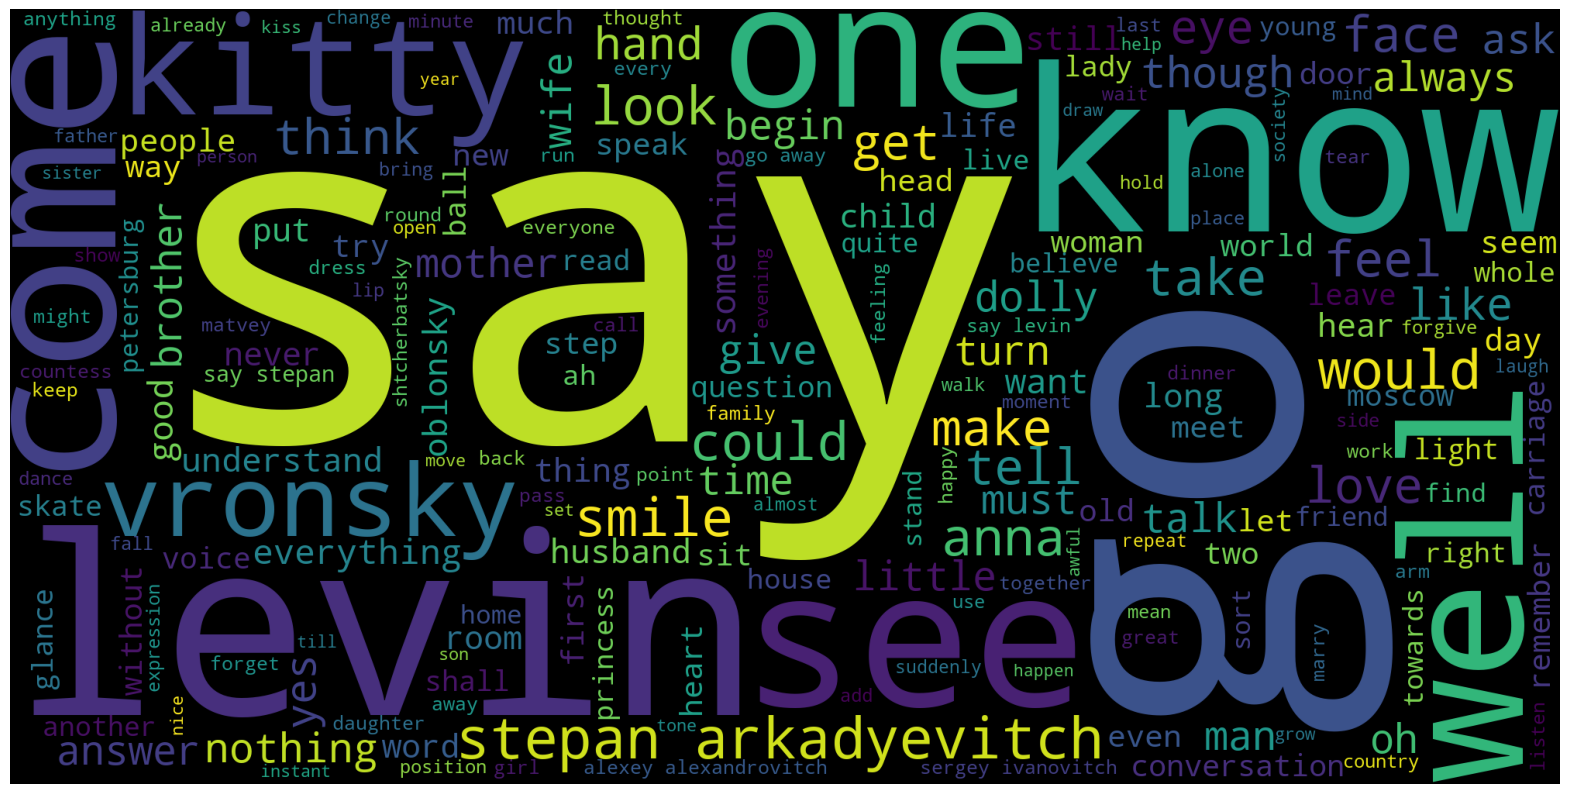 anything
already
kiss
change
minute
much
thought
hand
one
still
last
help
eye
young
face
ask
come
kitty
year
wife
every
look
know
lady
though
door
always
father
people
think
new
run
speak
begin
get
life
live
wait
draw
mind
society
way
person
sister
bring
go away
head
hold
alone
tear
say
ball
round
open
everyone
something
child
quite
place
woman
world
seem
brother
put
try
mother
read
dress
lip
believe
take
feel
whole
show
petersburg
might
matvey
call
evening
feeling
dolly
leave
like
say levin
hear
forgive
day
countess
never
shtcherbatsky
oblonsky
step
give
turn
keep
say stepan
ah
question
walk
want
dinner
would
laugh
good
family
moment
long
moscow
make
meet
side
could
work
light
carriage
well
understand
move
back
thing
point
time
happy
tell
love
dance
vronsky
skate
pass
set
smile
almost
stand
must
old
talk
let
friend
find
go
anna
two
right
fall
voice
everything
husband
sit
awful
repeat
levin
see
house
little
together
arm
glance
without
expression
home
first
use
mean
sort
marry
towards
remember
till
room
princess
heart
great
forget
son
suddenly
happen
yes
shall
add
another
nice
daughter
away
tone
answer
nothing
word
stepan arkadyevitch
even
man
grow
oh
listen
instant
position
girl
alexey alexandrovitch
sergey ivanovitch
conversation
country